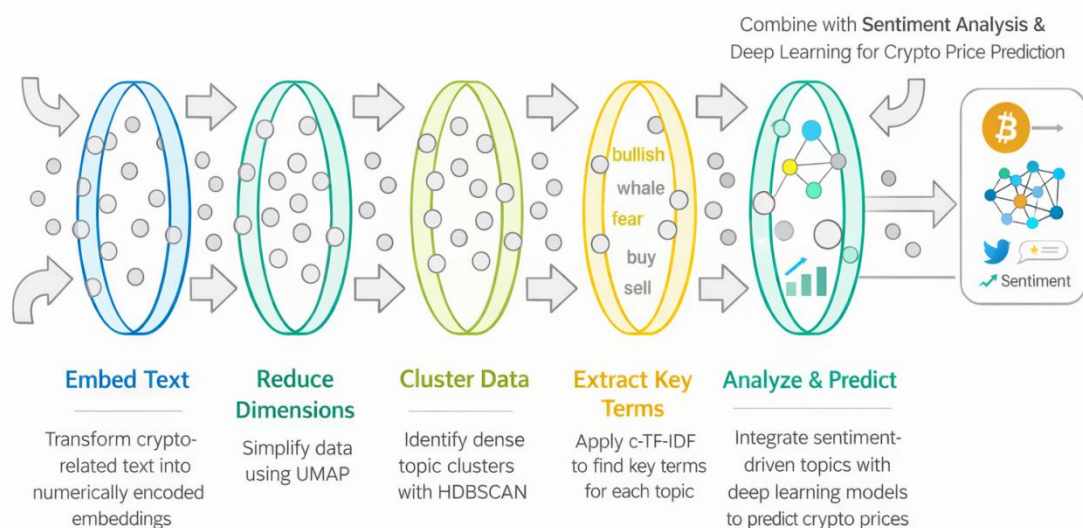 Combine with Sentiment Analysis &
Deep Learning for Crypto Price Prediction
bullish
whale
fear
buy
sell
Sentiment
Embed Text
Transform crypto-
related text into
numerically encoded
embeddings
Reduce
Dimensions
Simplify data
using UMAP
Cluster Data
Identify dense
topic clusters
with HDBSCAN
Extract Key
Terms
Apply c-TF-IDF
to find key terms
for each topic
Analyze & Predict
Integrate sentiment-
driven topics with
deep learning models
to predict crypto prices